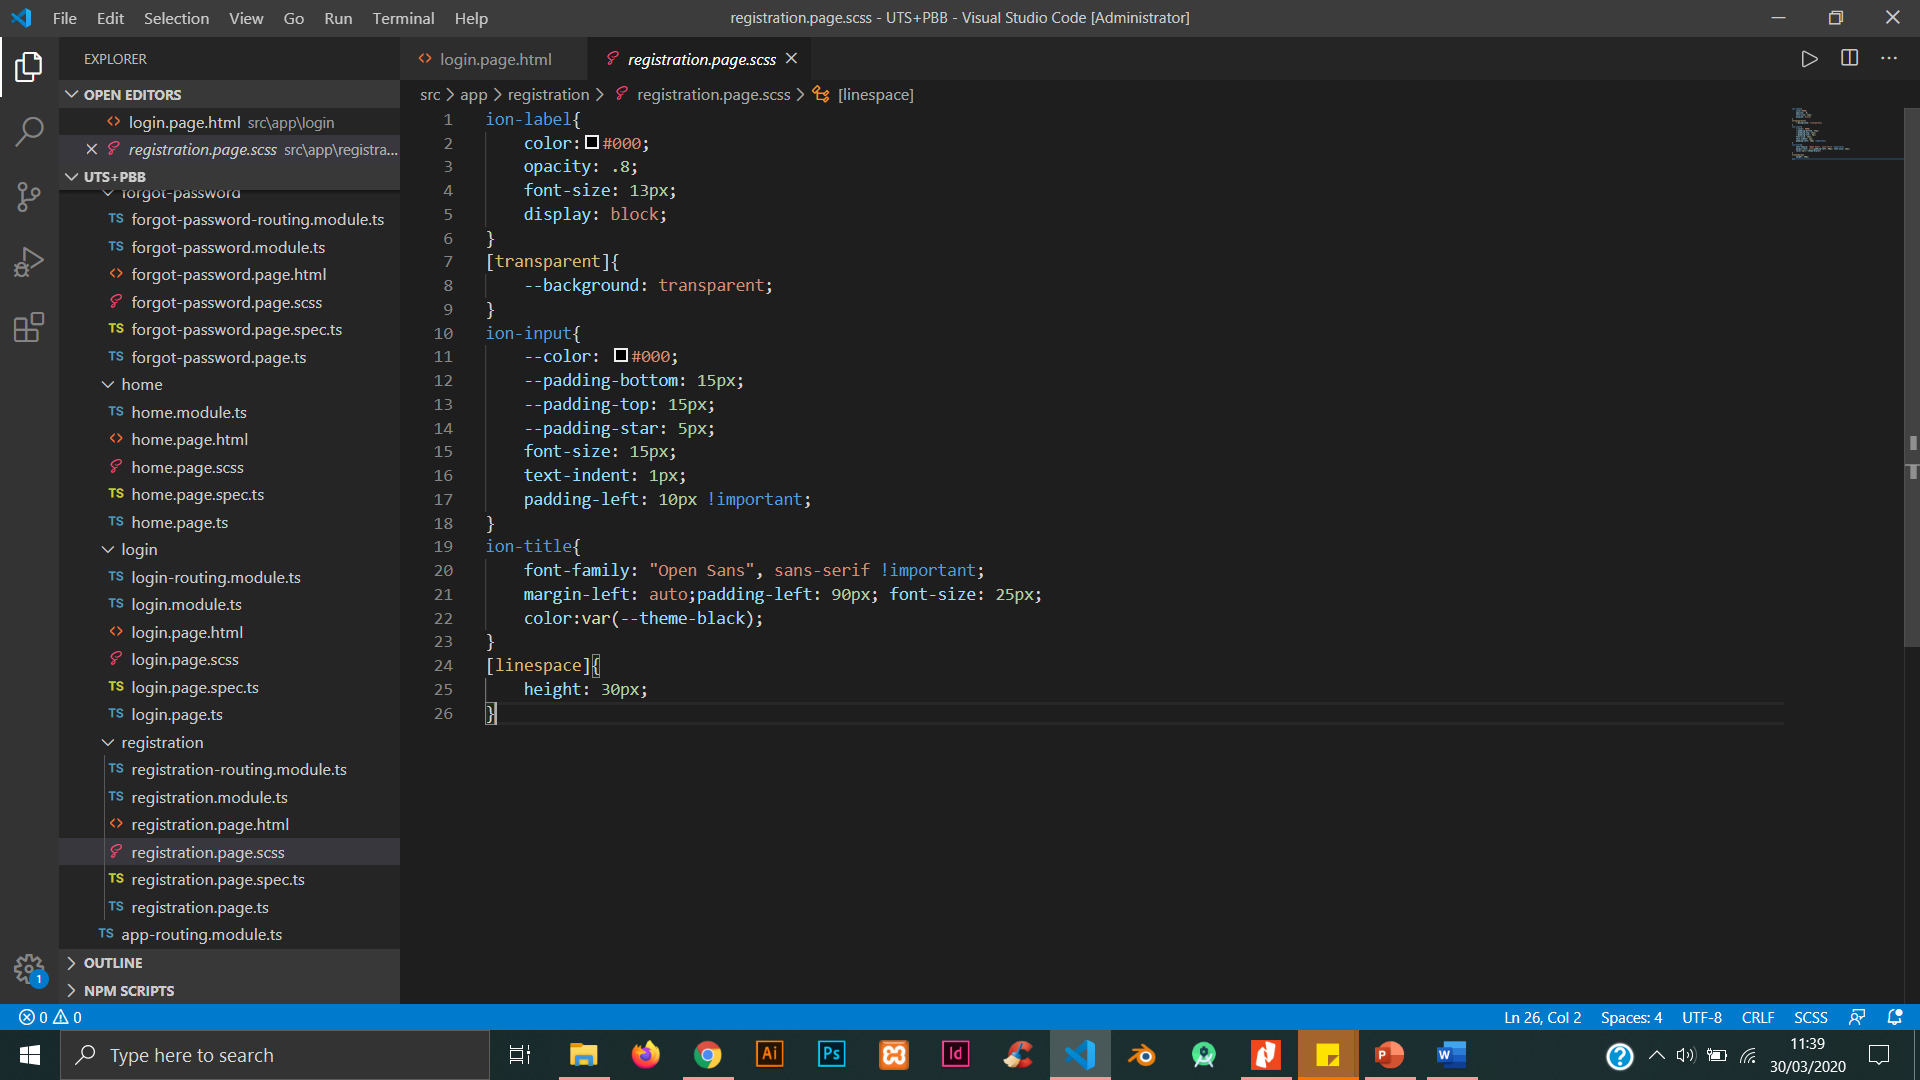 File Edit Selection View Go Run Terminal Help
registration.page.scss - UTS+PBB - Visual Studio Code [Administrator]
EXPLORER
OPEN EDITORS
login.page.html src\app\login
registration.page.scss src\app\registra...
UTS+PBB
forgot-password
forgot-password-routing.module.ts
forgot-password.module.ts
forgot-password.page.html
forgot-password.page.scss
forgot-password.page.spec.ts
forgot-password.page.ts
home
home.module.ts
home.page.html
home.page.scss
home.page.spec.ts
home.page.ts
login
login-routing.module.ts
login.module.ts
login.page.html
login.page.scss
login.page.spec.ts
login.page.ts
registration
registration-routing.module.ts
registration.module.ts
registration.page.html
registration.page.scss
registration.page.spec.ts
registration.page.ts
app-routing.module.ts
OUTLINE
NPM SCRIPTS
login.page.html
registration.page.scss
src > app > registration > registration.page.scss > [linespace]
1 ion-label{
2 color:#000;
3 opacity: .8;
4 font-size: 13px;
5 display: block;
6 }
7 [transparent]{
8 --background: transparent;
9 }
10 ion-input{
11 --color: #000;
12 --padding-bottom: 15px;
13 --padding-top: 15px;
14 --padding-star: 5px;
15 font-size: 15px;
16 text-indent: 1px;
17 padding-left: 10px !important;
18 }
19 ion-title{
20 font-family: "Open Sans", sans-serif !important;
21 margin-left: auto;padding-left: 90px; font-size: 25px;
22 color:var(--theme-black);
23 }
24 [linespace]{
25 height: 30px;
26 }
1
0 0
Ln 26, Col 2 Spaces: 4 UTF-8 CRLF SCSS
Type here to search
Ai
Ps
Id
11:39
30/03/2020